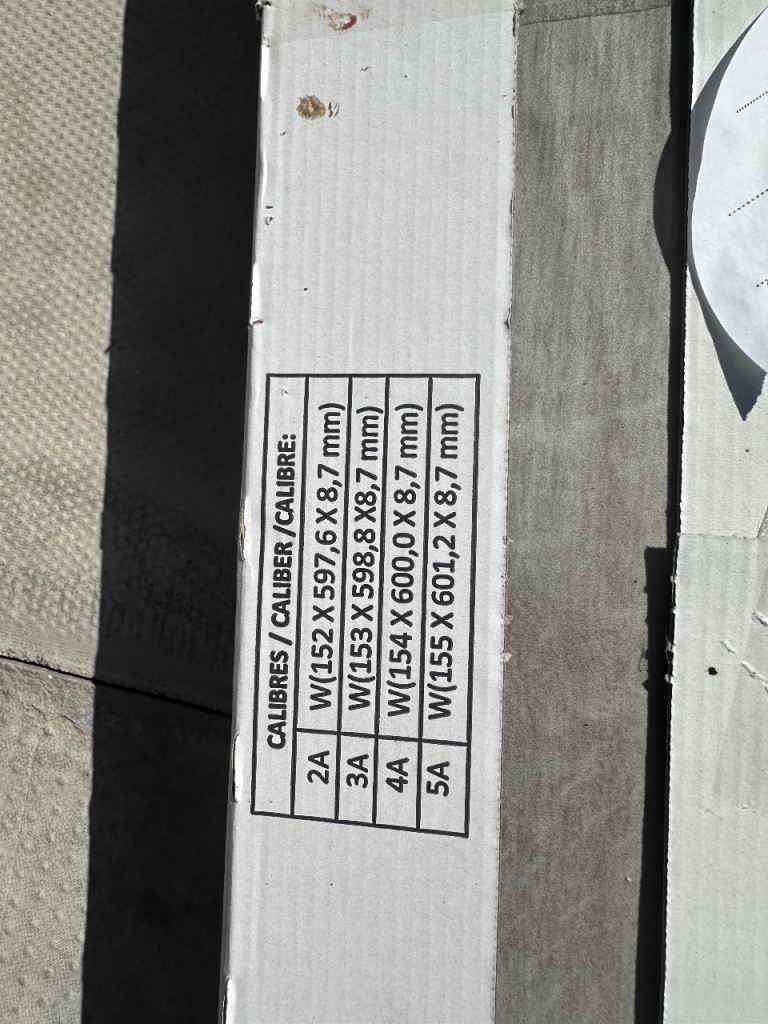 CALIBRES / CALIBER /CALIBRE:
2A W(152 X 597,6 X 8,7 mm)
3A W(153 X 598,8 X8,7 mm)
4A W(154 X 600,0 X 8,7 mm)
5A W(155 X 601,2 X 8,7 mm)